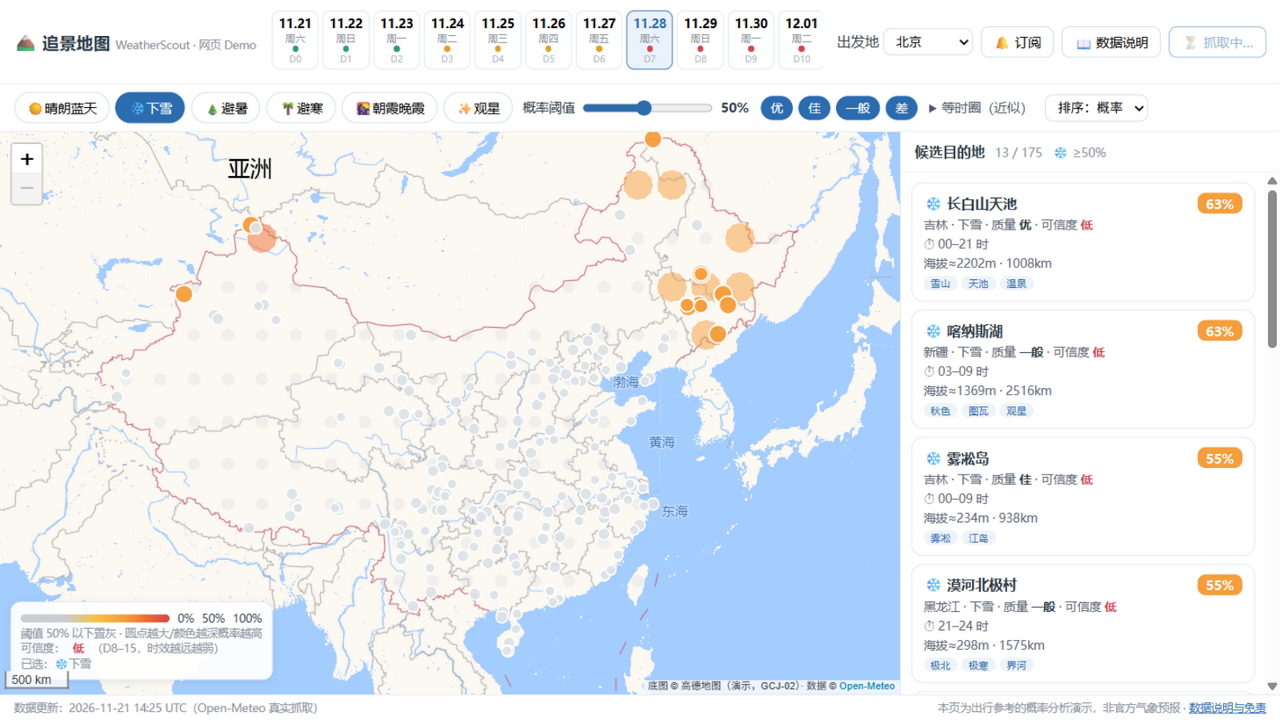 追景地图 WeatherScout · 网页 Demo
11.21 周六 D0
11.22 周日 D1
11.23 周一 D2
11.24 周二 D3
11.25 周三 D4
11.26 周四 D5
11.27 周五 D6
11.28 周六 D7
11.29 周日 D8
11.30 周一 D9
12.01 周二 D10
出发地 北京
🔔 订阅
📖 数据说明
⏳ 抓取中...
晴朗蓝天
❄️下雪
避暑
避寒
朝霞晚霞
✨观星
概率阈值 50%
优 佳 一般 差
▶ 等时圈（近似）
排序：概率
+
−
亚洲
渤海
黄海
东海
0% 50% 100%
阈值 50% 以下置灰 · 圆点越大/颜色越深概率越高
可信度： 低 （D8–15，时效越远越弱）
已选： ❄️下雪
500 km
底图 © 高德地图（演示，GCJ-02）· 数据 © Open-Meteo
候选目的地 13 / 175 ❄️ ≥50%
❄️ 长白山天池 63%
吉林 · 下雪 · 质量 优 · 可信度 低
⏱ 00–21 时
海拔≈2202m · 1008km
雪山 天池 温泉
❄️ 喀纳斯湖 63%
新疆 · 下雪 · 质量 一般 · 可信度 低
⏱ 03–09 时
海拔≈1369m · 2516km
秋色 图瓦 观星
❄️ 雾凇岛 55%
吉林 · 下雪 · 质量 佳 · 可信度 低
⏱ 00–09 时
海拔≈234m · 938km
雾凇 江岛
❄️ 漠河北极村 55%
黑龙江 · 下雪 · 质量 一般 · 可信度 低
⏱ 21–24 时
海拔≈298m · 1575km
极北 极寒 界河
数据更新：2026-11-21 14:25 UTC（Open-Meteo 真实抓取）
本页为出行参考的概率分析演示，非官方气象预报 · 数据说明与免责